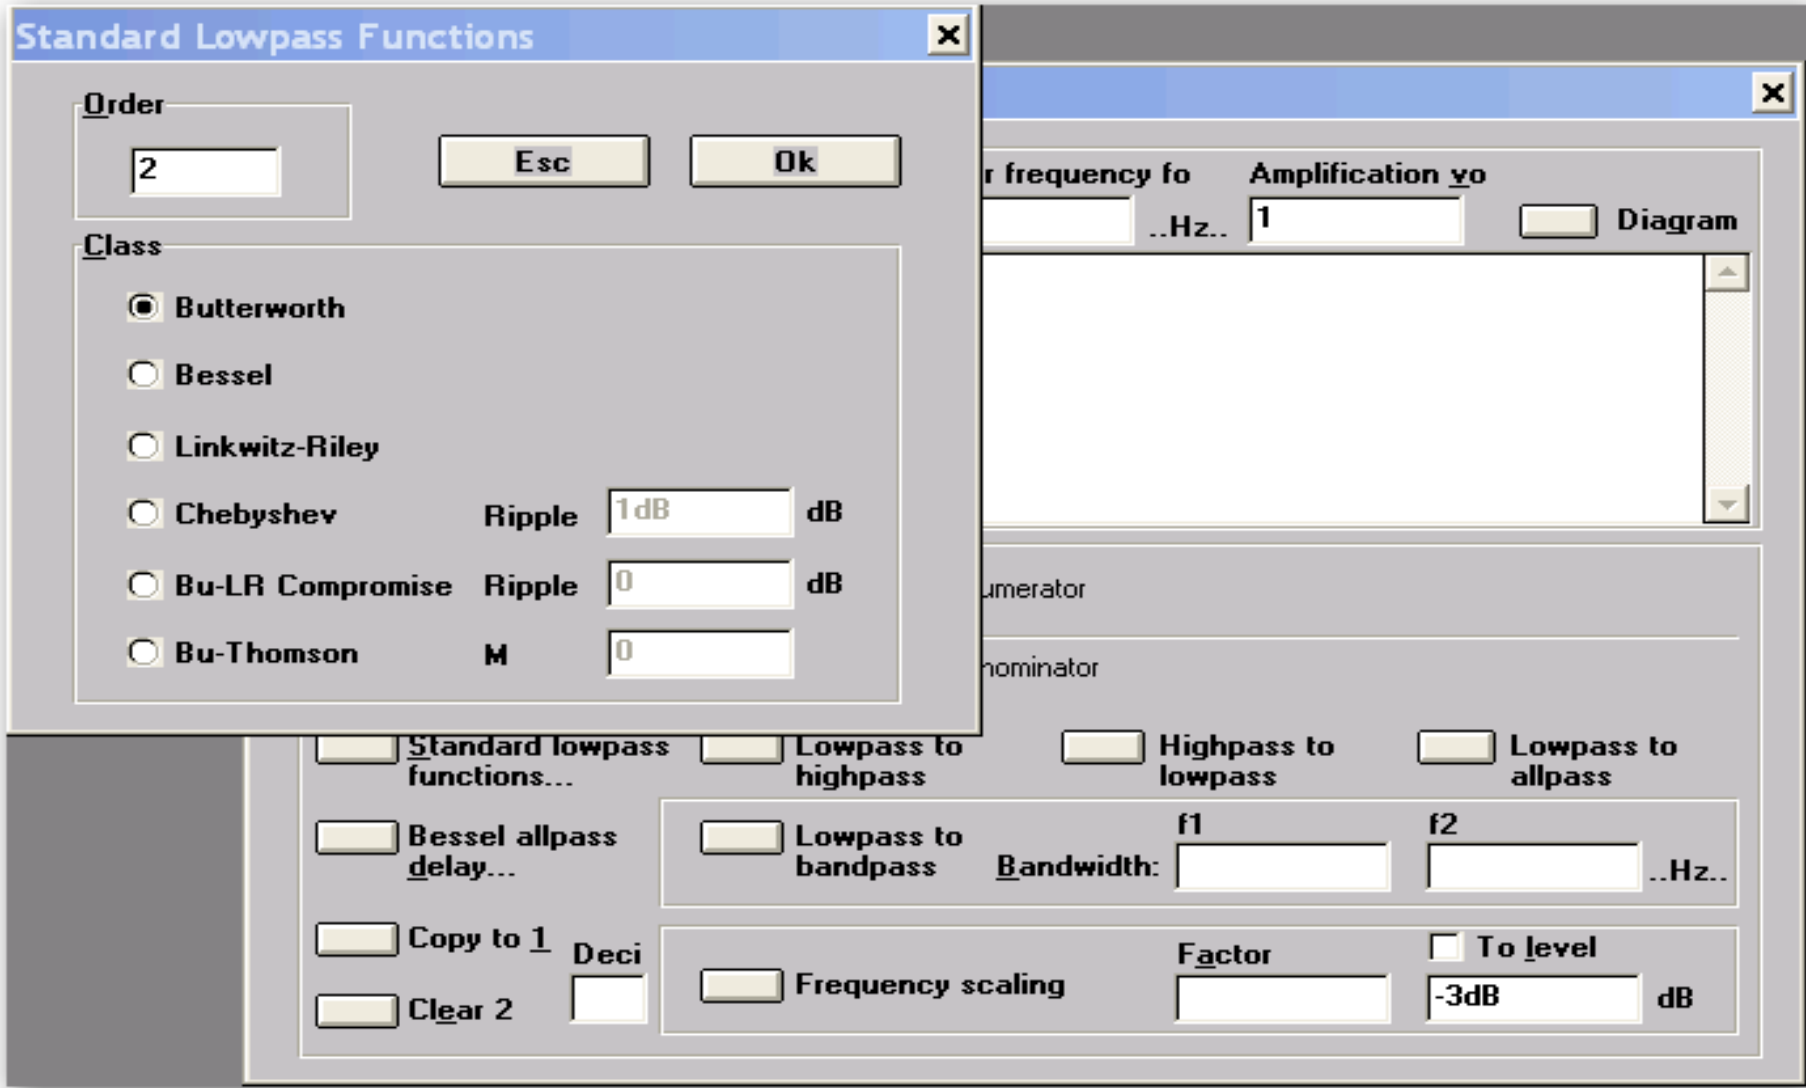 Standard Lowpass Functions
Order
2
Esc
Ok
Class
Butterworth
Bessel
Linkwitz-Riley
Chebyshev Ripple 1dB dB
Bu-LR Compromise Ripple 0 dB
Bu-Thomson M 0
r frequency fo Amplification vo
..Hz.. 1 Diagram
umerator
nominator
Standard lowpass
functions...
Lowpass to
highpass
Highpass to
lowpass
Lowpass to
allpass
Bessel allpass
delay...
Lowpass to
bandpass
Bandwidth:
f1
f2
..Hz..
Copy to 1
Deci
Clear 2
Frequency scaling
Factor
To level
-3dB dB